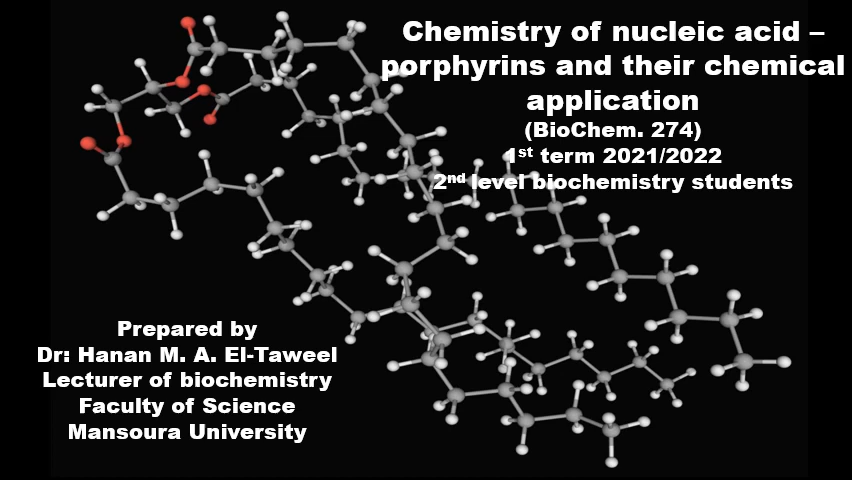 Chemistry of nucleic acid –
porphyrins and their chemical
application
(BioChem. 274)
1st term 2021/2022
2nd level biochemistry students
Prepared by
Dr: Hanan M. A. El-Taweel
Lecturer of biochemistry
Faculty of Science
Mansoura University